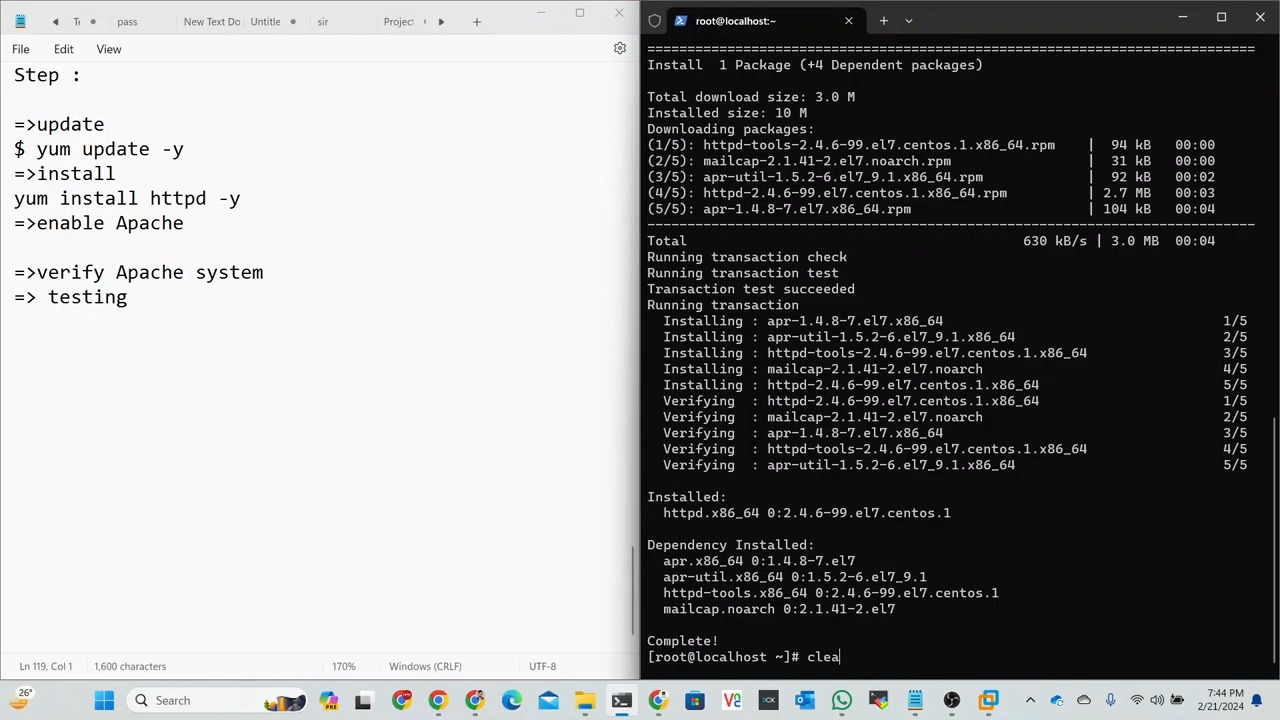 pass
New Text Do
Untitle
sir
Project
File
Edit
View
Step :
=>update
$ yum update -y
=>install
yum install httpd -y
=>enable Apache
=>verify Apache system
=> testing
Ln 119, Col 1
1,600 characters
170%
Windows (CRLF)
UTF-8
root@localhost:~
Install  1 Package (+4 Dependent packages)
Total download size: 3.0 M
Installed size: 10 M
Downloading packages:
(1/5): httpd-tools-2.4.6-99.el7.centos.1.x86_64.rpm | 94 kB 00:00
(2/5): mailcap-2.1.41-2.el7.noarch.rpm | 31 kB 00:00
(3/5): apr-util-1.5.2-6.el7_9.1.x86_64.rpm | 92 kB 00:02
(4/5): httpd-2.4.6-99.el7.centos.1.x86_64.rpm | 2.7 MB 00:03
(5/5): apr-1.4.8-7.el7.x86_64.rpm | 104 kB 00:04
Total 630 kB/s | 3.0 MB 00:04
Running transaction check
Running transaction test
Transaction test succeeded
Running transaction
Installing : apr-1.4.8-7.el7.x86_64 1/5
Installing : apr-util-1.5.2-6.el7_9.1.x86_64 2/5
Installing : httpd-tools-2.4.6-99.el7.centos.1.x86_64 3/5
Installing : mailcap-2.1.41-2.el7.noarch 4/5
Installing : httpd-2.4.6-99.el7.centos.1.x86_64 5/5
Verifying : httpd-2.4.6-99.el7.centos.1.x86_64 1/5
Verifying : mailcap-2.1.41-2.el7.noarch 2/5
Verifying : apr-1.4.8-7.el7.x86_64 3/5
Verifying : httpd-tools-2.4.6-99.el7.centos.1.x86_64 4/5
Verifying : apr-util-1.5.2-6.el7_9.1.x86_64 5/5
Installed:
httpd.x86_64 0:2.4.6-99.el7.centos.1
Dependency Installed:
apr.x86_64 0:1.4.8-7.el7
apr-util.x86_64 0:1.5.2-6.el7_9.1
httpd-tools.x86_64 0:2.4.6-99.el7.centos.1
mailcap.noarch 0:2.1.41-2.el7
Complete!
[root@localhost ~]# clea
26°
Search
7:44 PM
2/21/2024